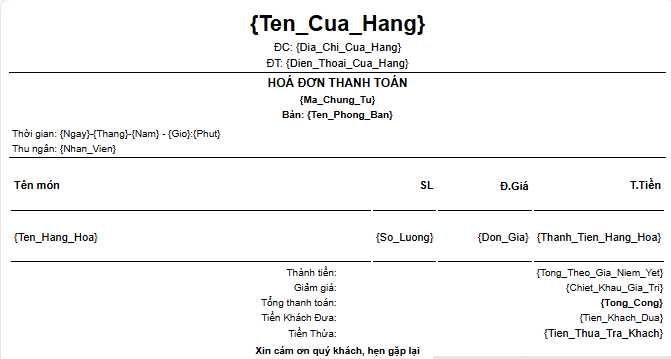 {Ten_Cua_Hang}
ĐC: {Dia_Chi_Cua_Hang}
ĐT: {Dien_Thoai_Cua_Hang}
HOÁ ĐƠN THANH TOÁN
{Ma_Chung_Tu}
Bàn: {Ten_Phong_Ban}
Thời gian: {Ngay}-{Thang}-{Nam} - {Gio}:{Phut}
Thu ngân: {Nhan_Vien}
Tên món SL Đ.Giá T.Tiền
{Ten_Hang_Hoa} {So_Luong} {Don_Gia} {Thanh_Tien_Hang_Hoa}
Thành tiền: {Tong_Theo_Gia_Niem_Yet}
Giảm giá: {Chiet_Khau_Gia_Tri}
Tổng thanh toán: {Tong_Cong}
Tiền Khách Đưa: {Tien_Khach_Dua}
Tiền Thừa: {Tien_Thua_Tra_Khach}
Xin cám ơn quý khách, hẹn gặp lại